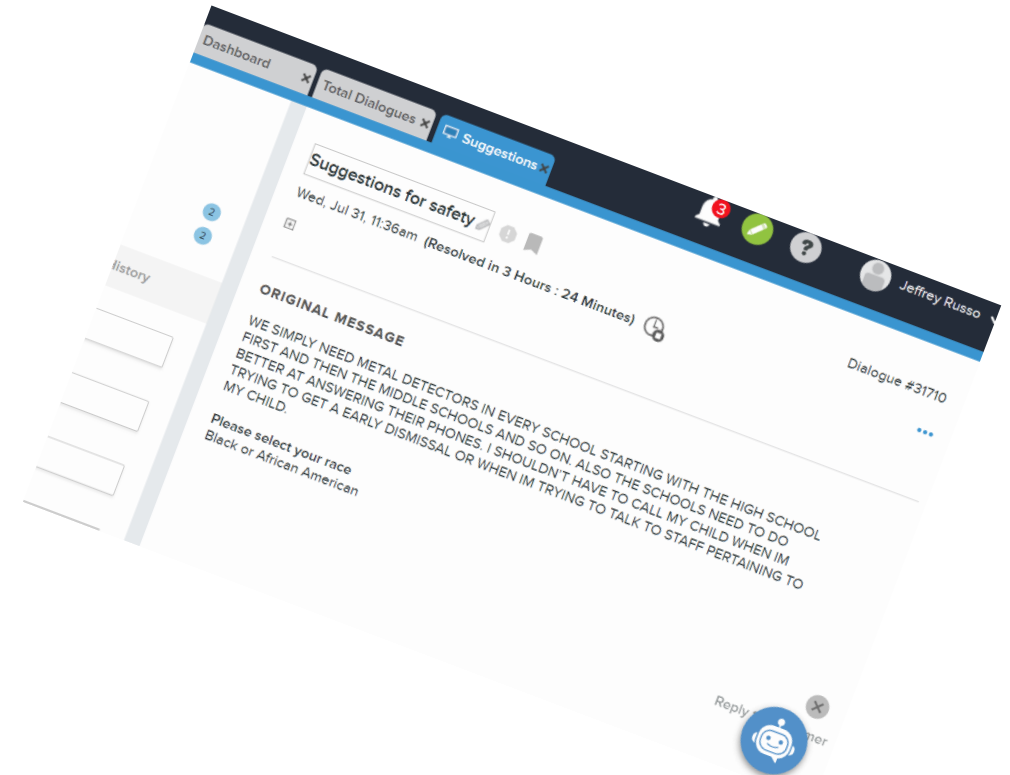 Dashboard
Total Dialogues
Suggestions
3
?
Jeffrey Russo
Suggestions for safety
Wed, Jul 31, 11:36am (Resolved in 3 Hours : 24 Minutes)
Dialogue #31710
2
2
History
ORIGINAL MESSAGE
WE SIMPLY NEED METAL DETECTORS IN EVERY SCHOOL STARTING WITH THE HIGH SCHOOL
FIRST AND THEN THE MIDDLE SCHOOLS AND SO ON. ALSO THE SCHOOLS NEED TO DO
BETTER AT ANSWERING THEIR PHONES. I SHOULDN'T HAVE TO CALL MY CHILD WHEN IM
TRYING TO GET A EARLY DISMISSAL OR WHEN IM TRYING TO TALK TO STAFF PERTAINING TO
MY CHILD.
Please select your race
Black or African American
Reply